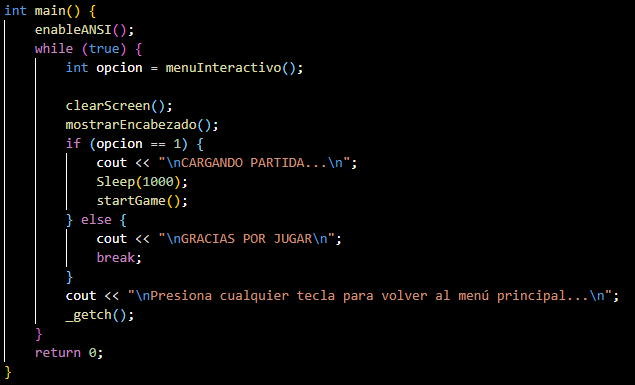 int main() {
    enableANSI();
    while (true) {
        int opcion = menuInteractivo();

        clearScreen();
        mostrarEncabezado();
        if (opcion == 1) {
            cout << "\nCARGANDO PARTIDA...\n";
            Sleep(1000);
            startGame();
        } else {
            cout << "\nGRACIAS POR JUGAR\n";
            break;
        }
        cout << "\nPresiona cualquier tecla para volver al menú principal...\n";
        _getch();
    }
    return 0;
}